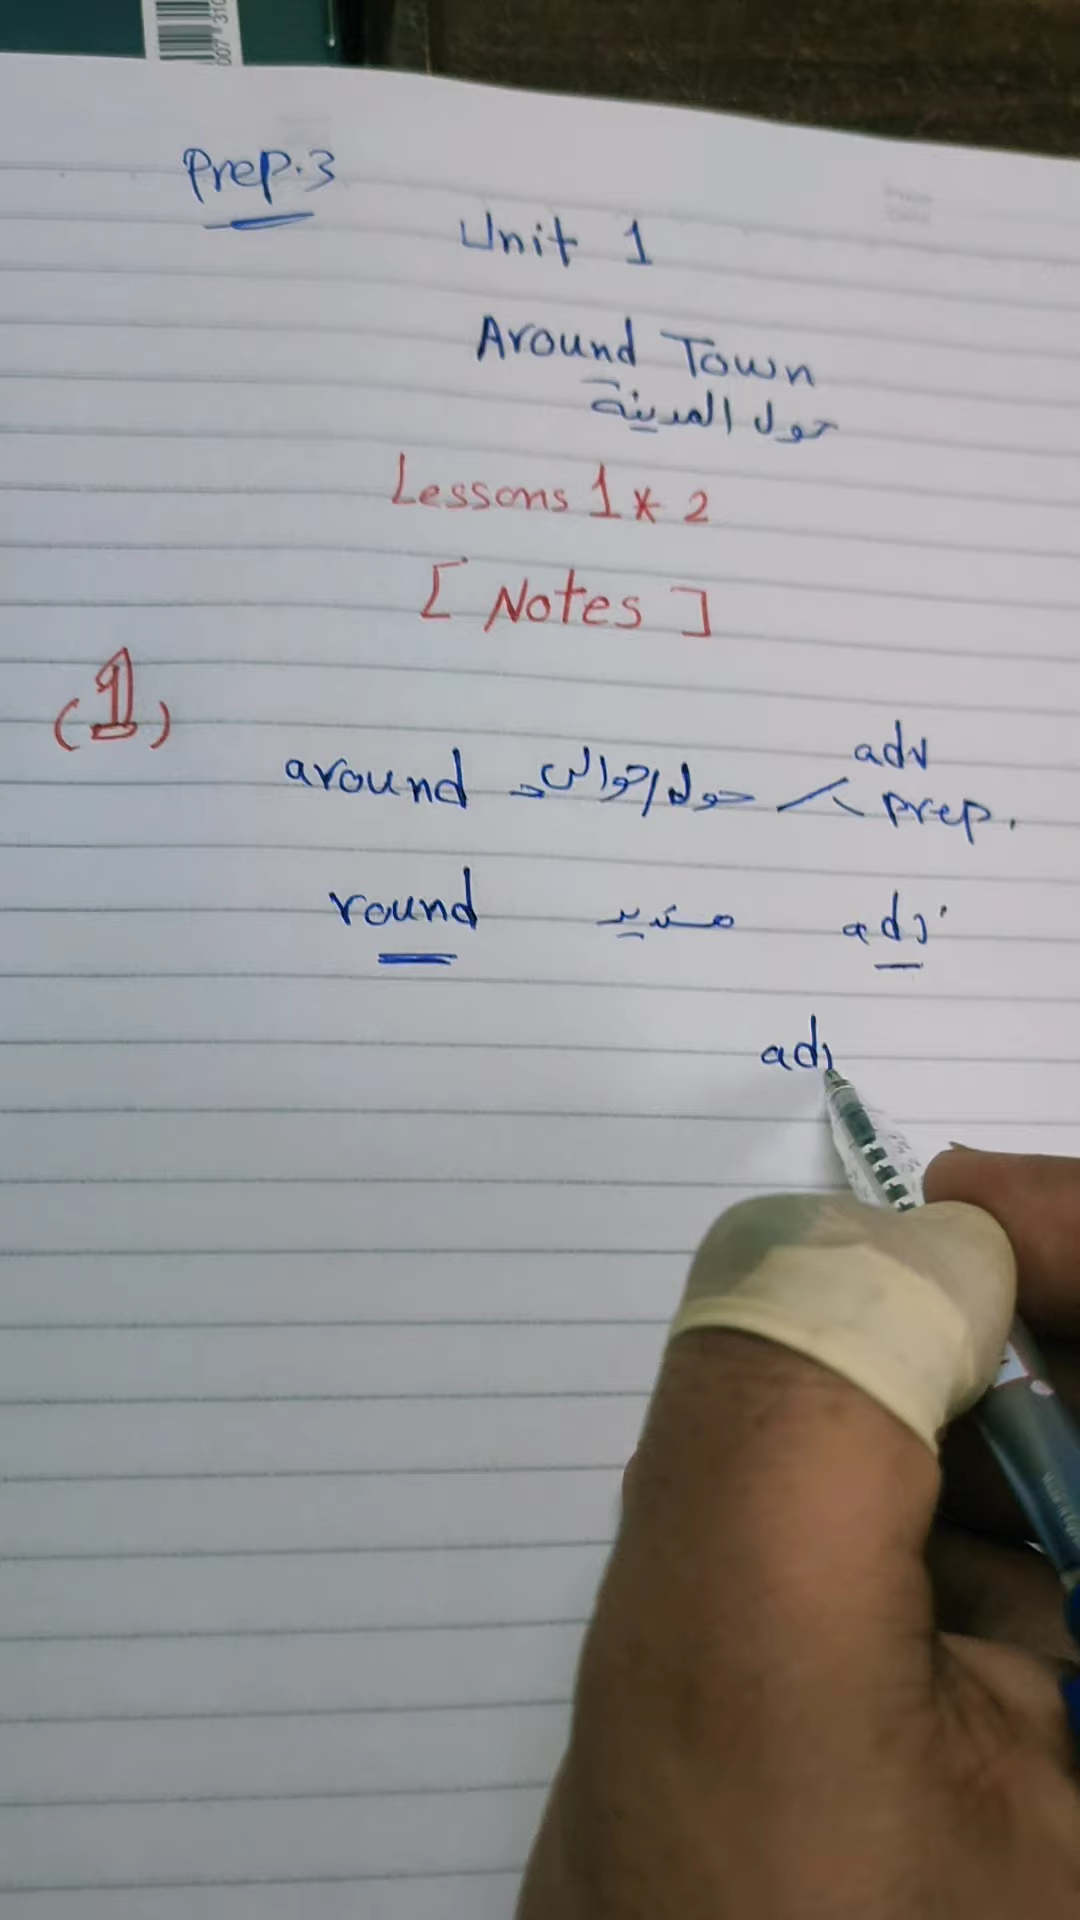 Prep.3
Unit 1
Around Town
حول المدينة
Lessons 1 * 2
[ Notes ]
(1)
around حول/حوالى adv
prep.
round مستدير adj
adj